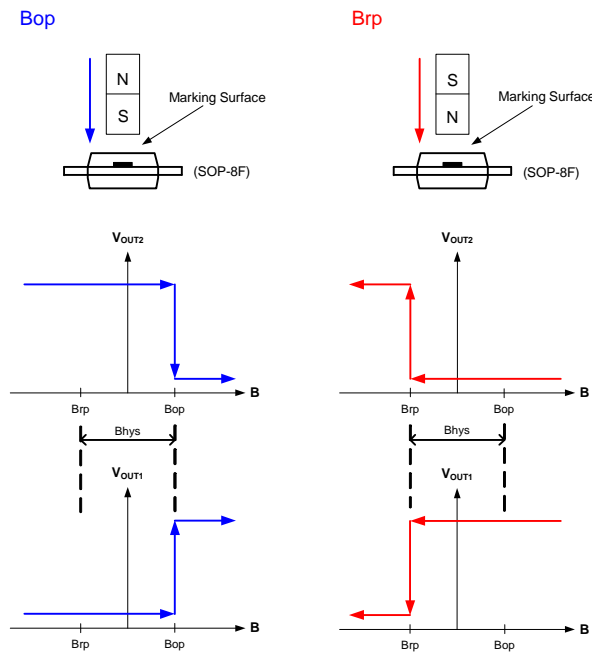 Bop
Brp
N
S
Marking Surface
(SOP-8F)
S
N
Marking Surface
(SOP-8F)
VOUT2
B
Brp
Bop
VOUT2
B
Brp
Bop
Bhys
Bhys
VOUT1
B
Brp
Bop
VOUT1
B
Brp
Bop